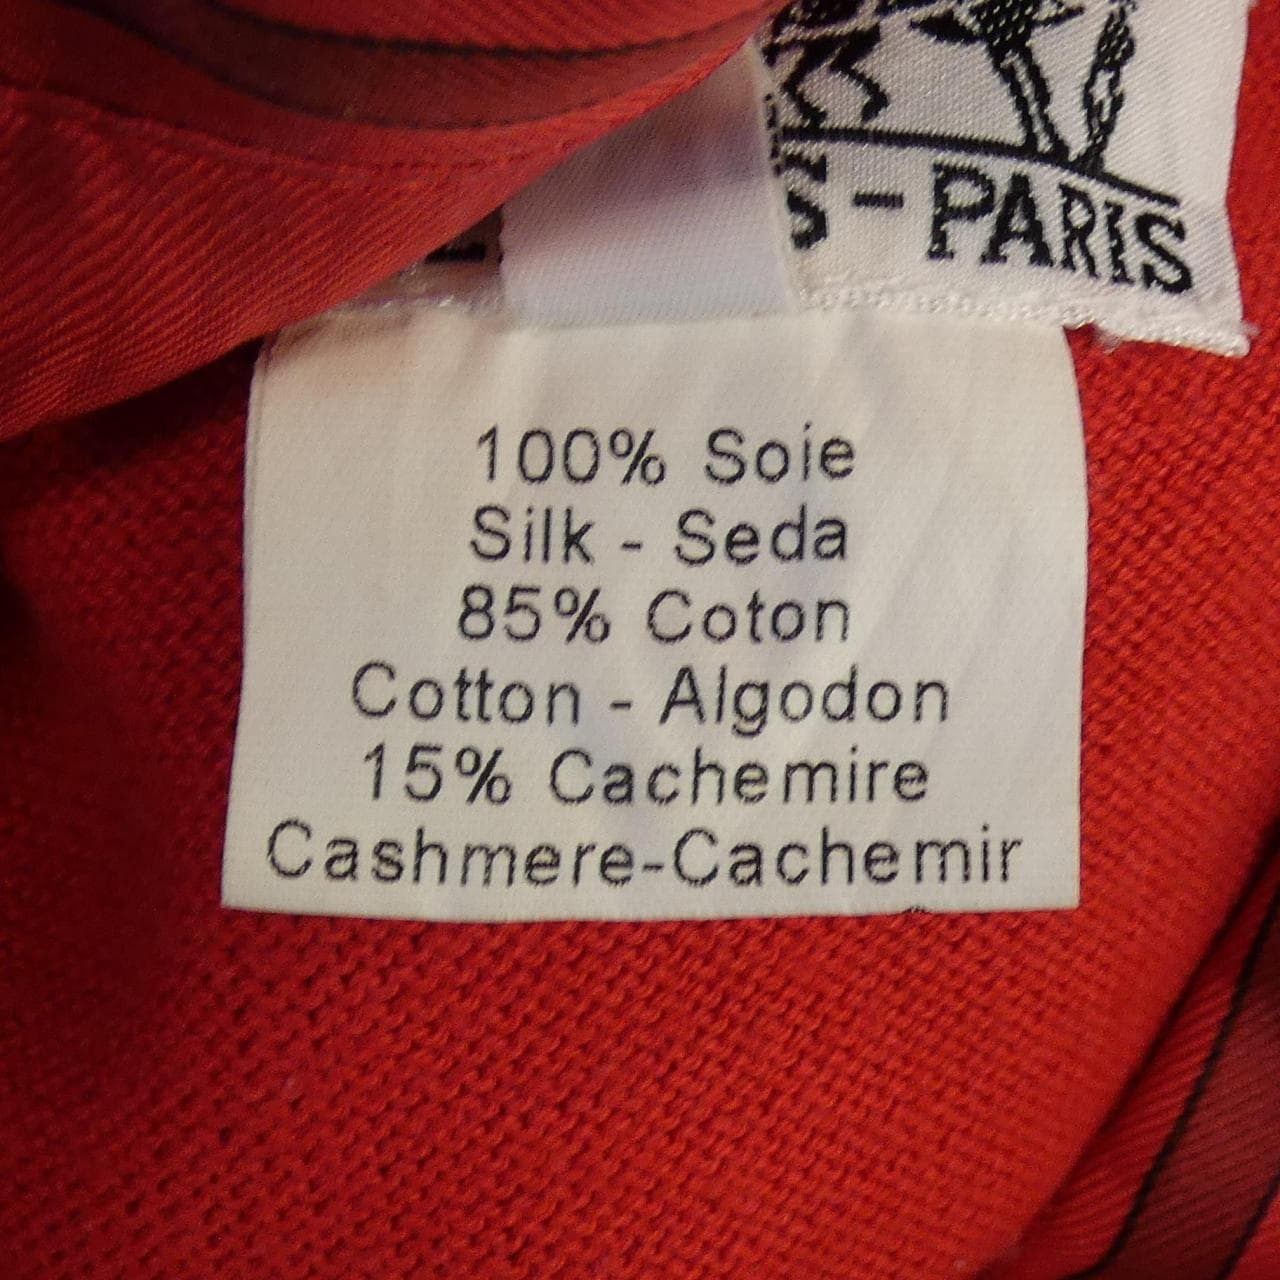 S - PARIS
100% Soie
Silk - Seda
85% Coton
Cotton - Algodon
15% Cachemire
Cashmere-Cachemir